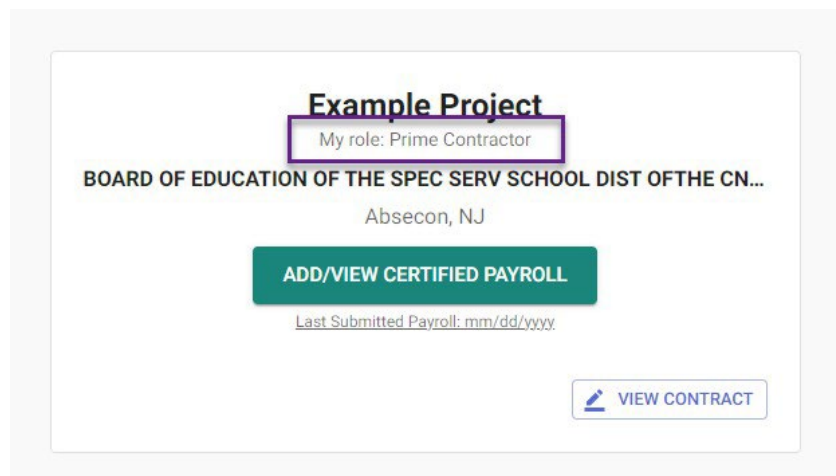 Example Project
My role: Prime Contractor
BOARD OF EDUCATION OF THE SPEC SERV SCHOOL DIST OFTHE CN...
Absecon, NJ
ADD/VIEW CERTIFIED PAYROLL
Last Submitted Payroll: mm/dd/yyyy
VIEW CONTRACT